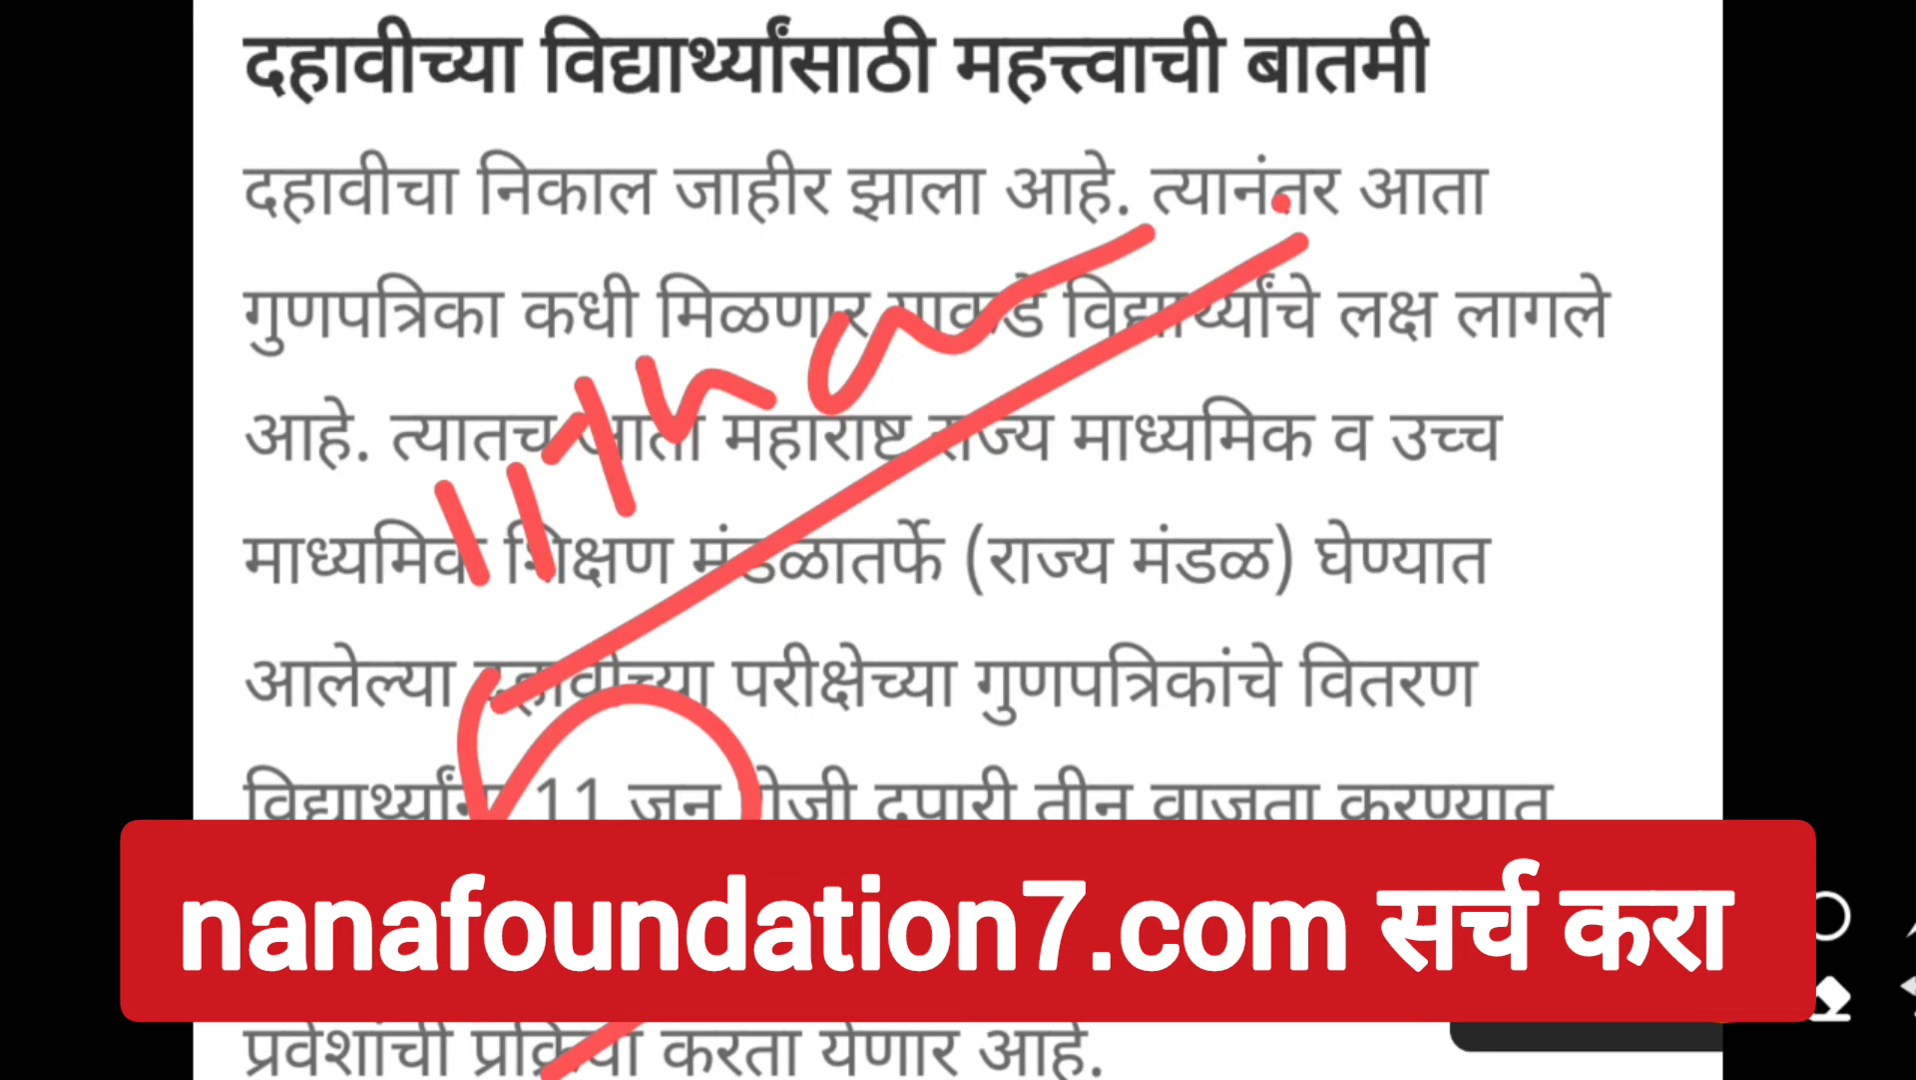 दहावीच्या विद्यार्थ्यांसाठी महत्त्वाची बातमी
दहावीचा निकाल जाहीर झाला आहे. त्यानंतर आता
गुणपत्रिका कधी मिळणार याकडे विद्यार्थ्यांचे लक्ष लागले
आहे. त्यातच आता महाराष्ट्र राज्य माध्यमिक व उच्च
माध्यमिक शिक्षण मंडळातर्फे (राज्य मंडळ) घेण्यात
आलेल्या दहावीच्या परीक्षेच्या गुणपत्रिकांचे वितरण
विद्यार्थ्यांना 11 जून रोजी दुपारी तीन वाजता करण्यात
nanafoundation7.com सर्च करा
प्रवेशाची प्रक्रिया करता येणार आहे.